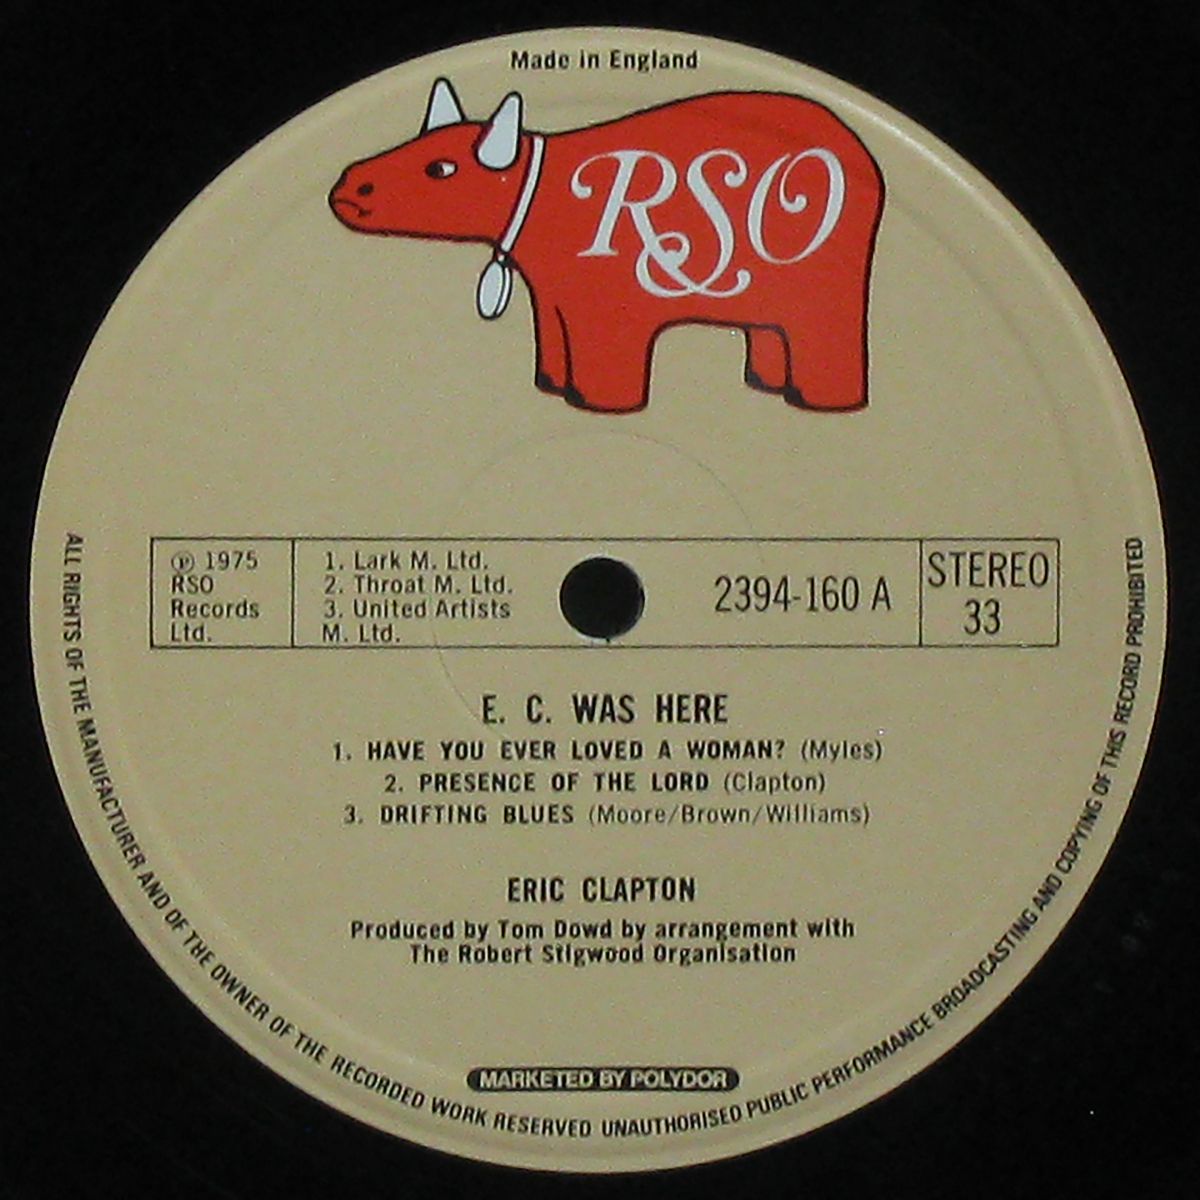 Made in England
RSO
℗ 1975
RSO
Records
Ltd.
1. Lark M. Ltd.
2. Throat M. Ltd.
3. United Artists
M. Ltd.
2394-160 A
STEREO
33
E. C. WAS HERE
1. HAVE YOU EVER LOVED A WOMAN? (Myles)
2. PRESENCE OF THE LORD (Clapton)
3. DRIFTING BLUES (Moore/Brown/Williams)
ERIC CLAPTON
Produced by Tom Dowd by arrangement with
The Robert Stigwood Organisation
MARKETED BY POLYDOR
ALL RIGHTS OF THE MANUFACTURER AND OF THE OWNER OF THE RECORDED WORK RESERVED UNAUTHORISED PUBLIC PERFORMANCE BROADCASTING AND COPYING OF THIS RECORD PROHIBITED